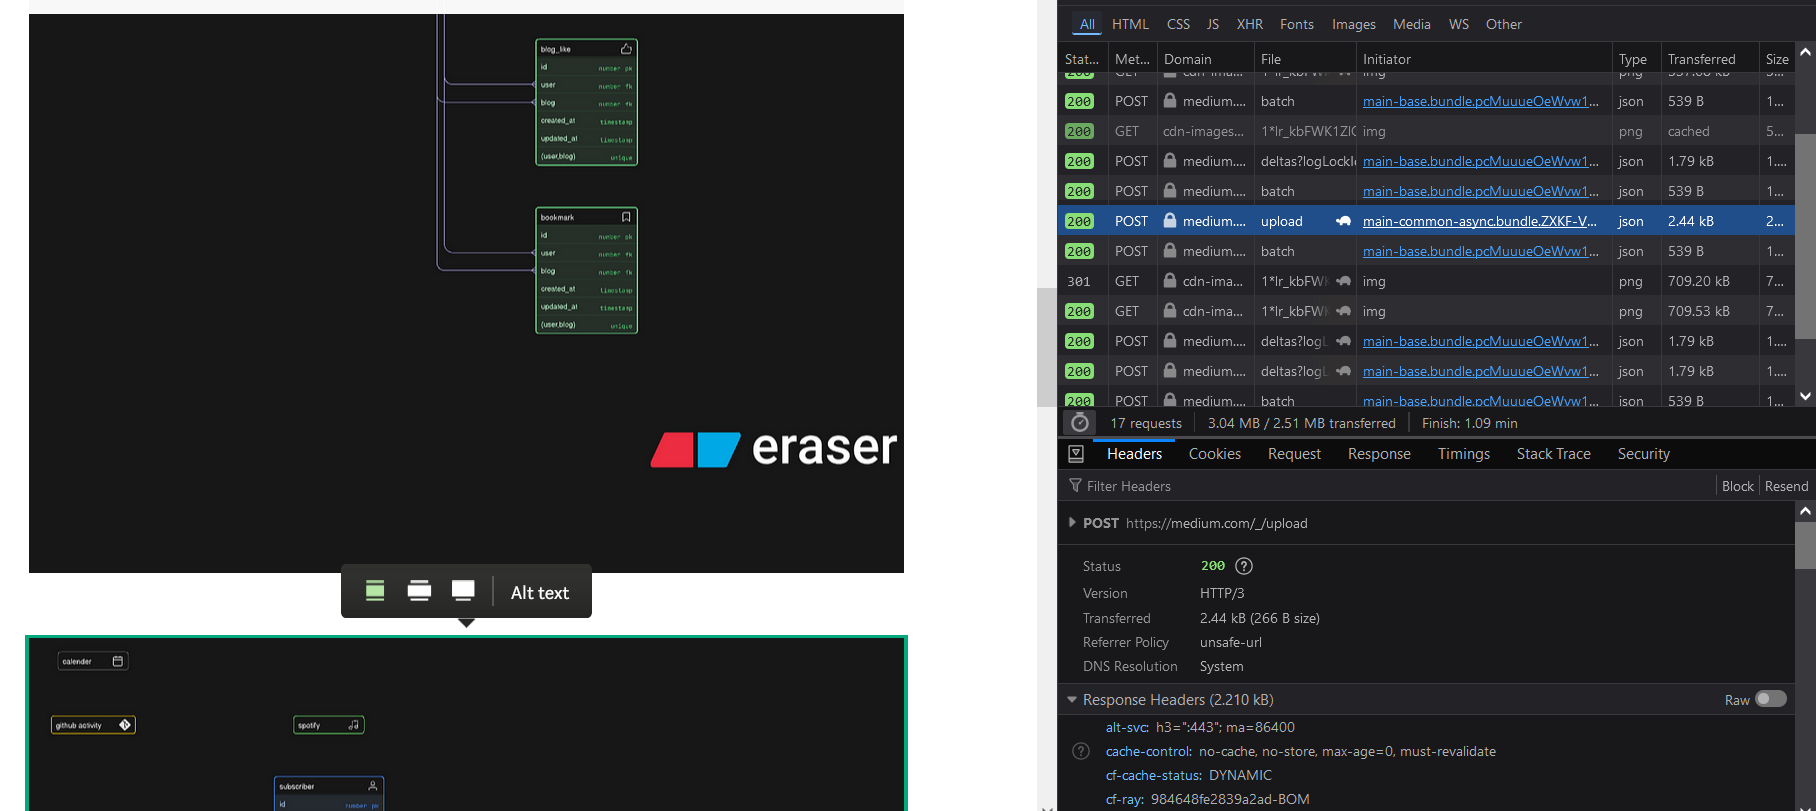 blog_like
id number pk
user number fk
blog number fk
created_at timestamp
updated_at timestamp
(user,blog) unique
bookmark
id number pk
user number fk
blog number fk
created_at timestamp
updated_at timestamp
(user,blog) unique
eraser
Alt text
calender
github activity
spotify
subscriber
id number pk
All HTML CSS JS XHR Fonts Images Media WS Other
Stat... Met... Domain File Initiator Type Transferred Size
200 GET cdn-ima... img png
200 POST medium.... batch main-base.bundle.pcMuuueOeWvw1... json 539 B 1....
200 GET cdn-images... 1*lr_kbFWK1ZIC img png cached 5...
200 POST medium.... deltas?logLockId main-base.bundle.pcMuuueOeWvw1... json 1.79 kB 1....
200 POST medium.... batch main-base.bundle.pcMuuueOeWvw1... json 539 B 1....
200 POST medium.... upload main-common-async.bundle.ZXKF-V... json 2.44 kB 2...
200 POST medium.... batch main-base.bundle.pcMuuueOeWvw1... json 539 B 1....
301 GET cdn-ima... 1*lr_kbFW img png 709.20 kB 7...
200 GET cdn-ima... 1*lr_kbFW img png 709.53 kB 7...
200 POST medium.... deltas?logL main-base.bundle.pcMuuueOeWvw1... json 1.79 kB 1....
200 POST medium.... deltas?logL main-base.bundle.pcMuuueOeWvw1... json 1.79 kB 1....
200 POST medium.... batch main-base.bundle.pcMuuueOeWvw1... json 539 B 1....
17 requests 3.04 MB / 2.51 MB transferred Finish: 1.09 min
Headers Cookies Request Response Timings Stack Trace Security
Filter Headers Block Resend
POST https://medium.com/_/upload
Status 200 ?
Version HTTP/3
Transferred 2.44 kB (266 B size)
Referrer Policy unsafe-url
DNS Resolution System
Response Headers (2.210 kB) Raw
alt-svc: h3=":443"; ma=86400
? cache-control: no-cache, no-store, max-age=0, must-revalidate
cf-cache-status: DYNAMIC
cf-ray: 984648fe2839a2ad-BOM